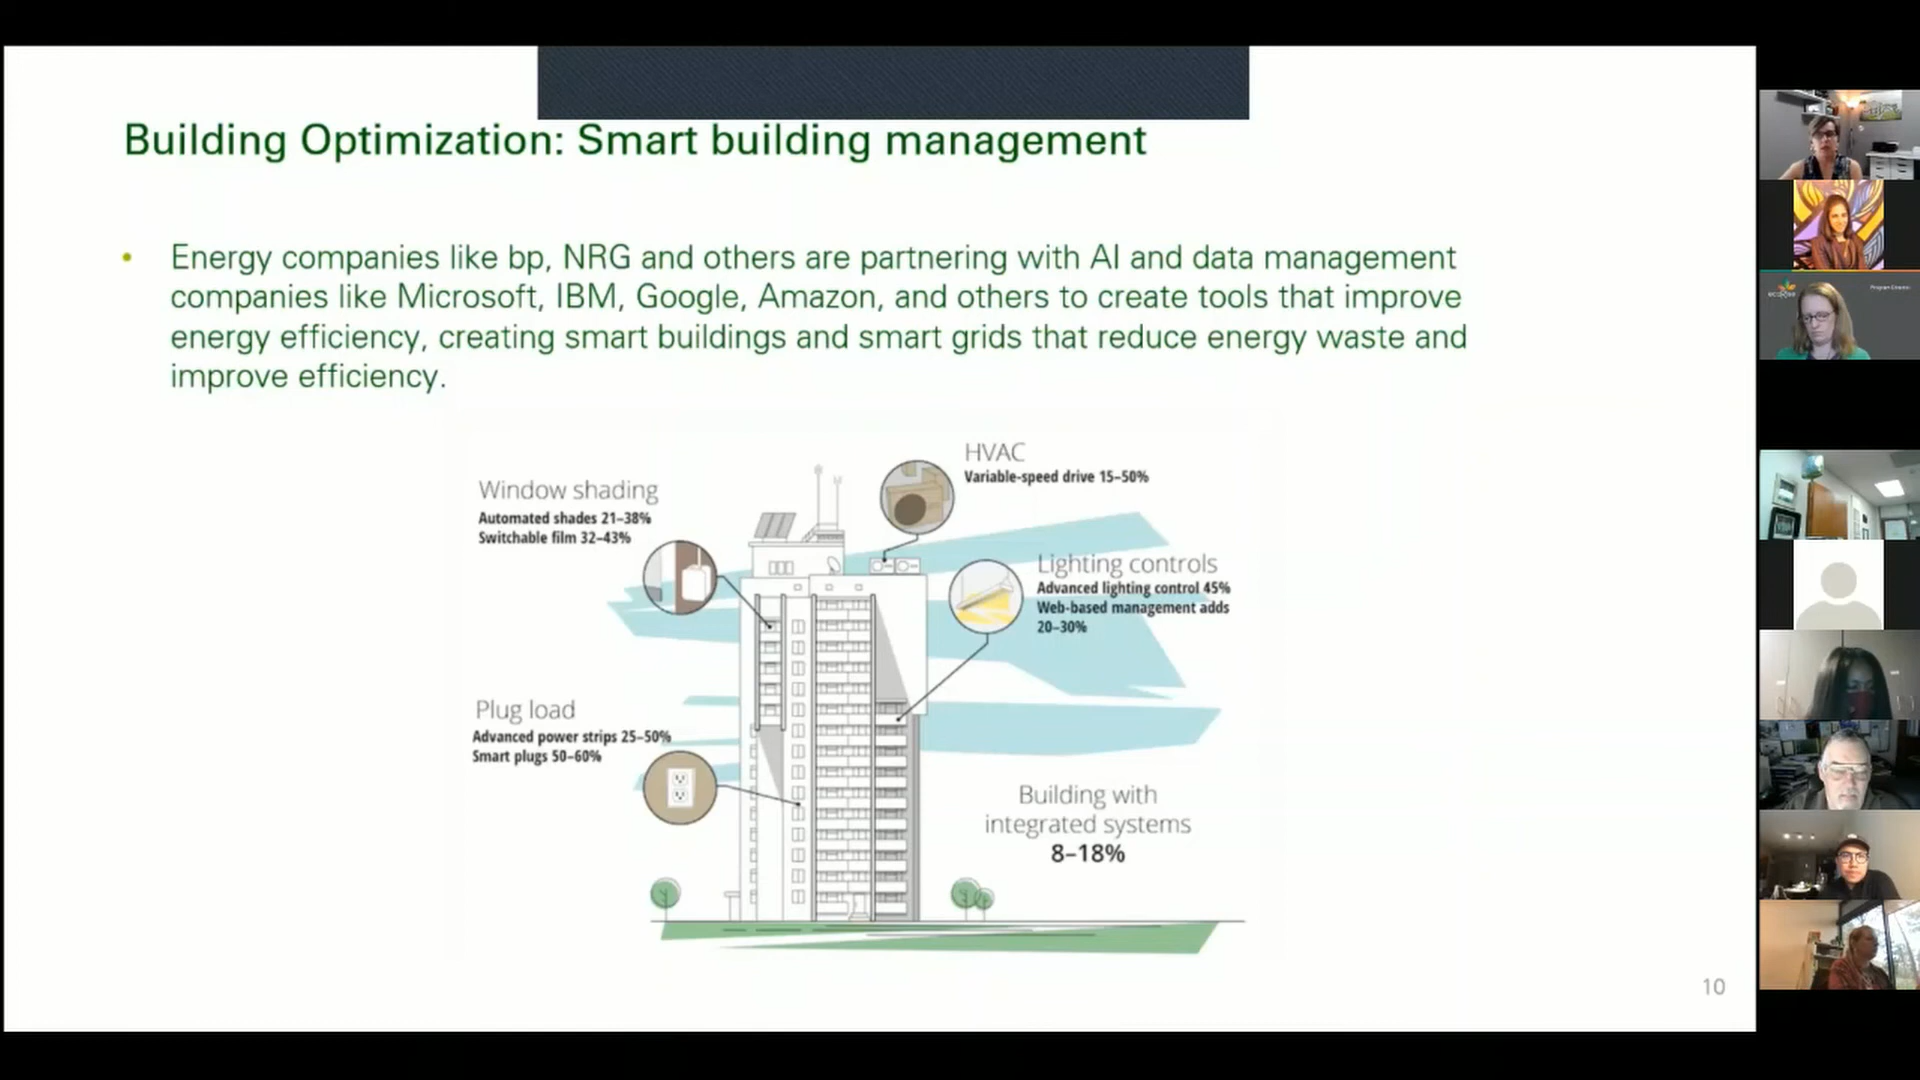 Building Optimization: Smart building management
• Energy companies like bp, NRG and others are partnering with AI and data management
companies like Microsoft, IBM, Google, Amazon, and others to create tools that improve
energy efficiency, creating smart buildings and smart grids that reduce energy waste and
improve efficiency.
HVAC
Variable-speed drive 15–50%
Window shading
Automated shades 21–38%
Switchable film 32–43%
Lighting controls
Advanced lighting control 45%
Web-based management adds
20–30%
Plug load
Advanced power strips 25–50%
Smart plugs 50–60%
Building with
integrated systems
8–18%
10